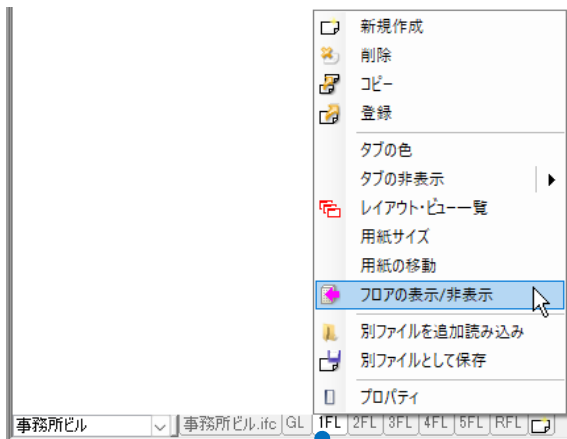 新規作成
削除
コピー
登録
タブの色
タブの非表示
レイアウト・ビュー一覧
用紙サイズ
用紙の移動
フロアの表示/非表示
別ファイルを追加読み込み
別ファイルとして保存
プロパティ
事務所ビル 事務所ビル.ifc GL 1FL 2FL 3FL 4FL 5FL RFL